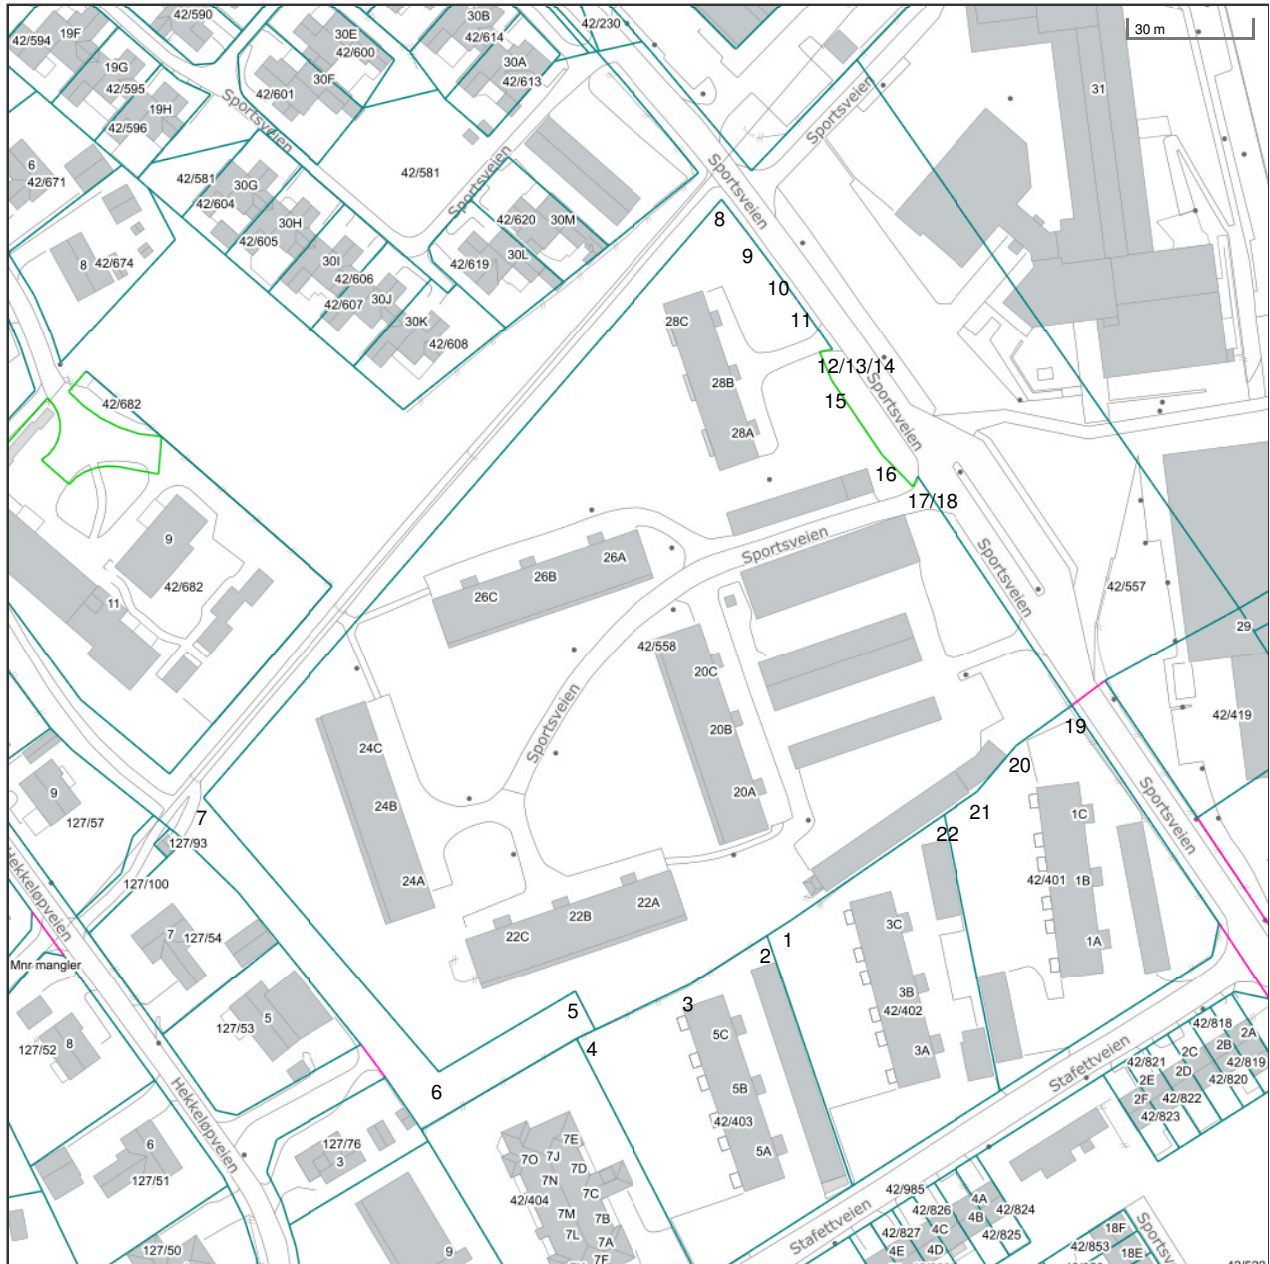 42/590
30B
42/230
30 m
19F
42/594
30E
42/600
42/614
30A
19G
42/595
30F
42/613
31
42/601
19H
42/596
Sportsveien
Sportsveien
6
42/671
42/581
42/581
Sportsveien
Sportsveien
30G
42/604
42/620
30M
8
30H
42/605
9
30L
8
42/674
30I
42/619
42/606
10
30J
42/607
28C
11
30K
42/608
12/13/14
28B
15
Sportsveien
42/682
28A
16
17/18
9
Sportsveien
26A
26B
26C
Sportsveien
42/557
42/682
11
29
42/558
20C
42/419
Sportsveien
20B
19
24C
20
9
20A
24B
21
1C
127/57
7
22
Sportsveien
127/93
Hekkeløpveien
127/100
24A
42/401
1B
22A
22B
3C
22C
1
1A
7
127/54
2
Mnr mangler
3B
42/402
3
5
127/53
5
5C
42/818
2A
127/52
8
4
3A
2B
2C
42/821
Stafettveien
42/819
2D
2E
42/820
5B
6
2F
42/822
42/823
42/403
Hekkeløpveien
7E
127/76
3
6
7J
7O
7D
5A
127/51
7N
7C
42/985
4A
42/404
42/826
42/824
7M
7B
4B
Stafettveien
4C
42/827
42/825
7L
7A
18F
Sportsv
42/853
127/50
9
4E
4D
18E
7F